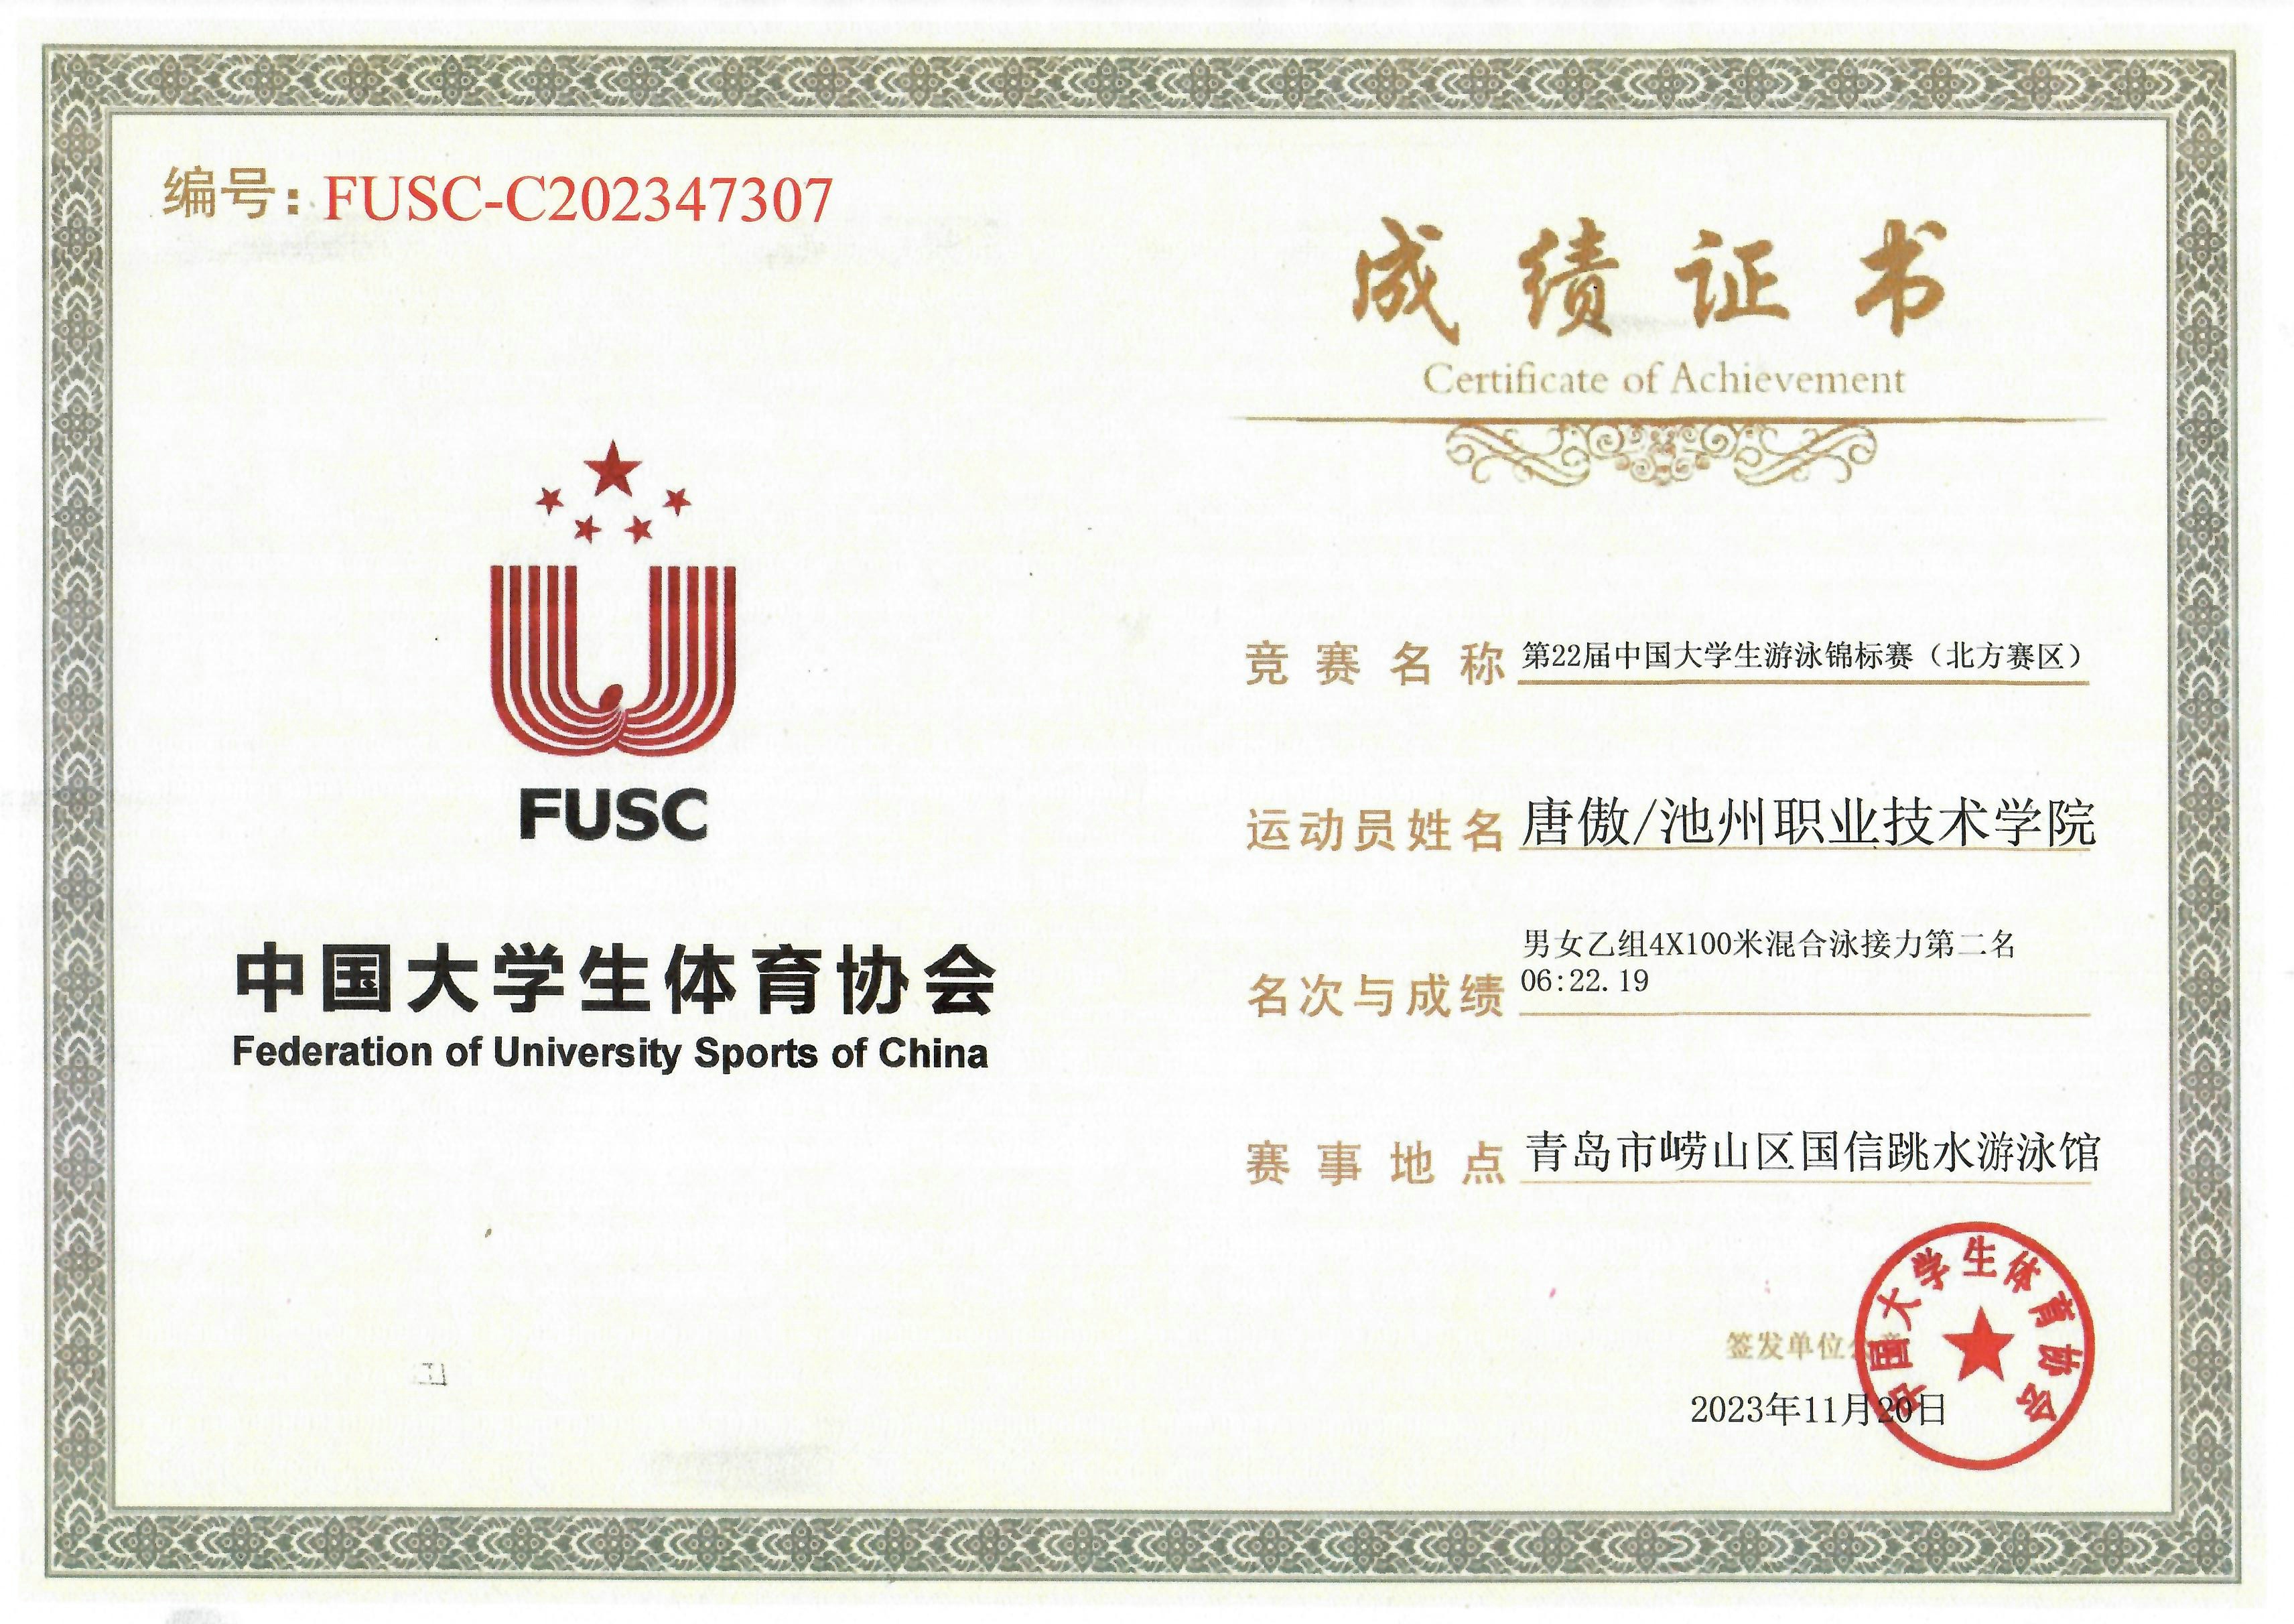 编号：FUSC-C202347307
FUSC
中国大学生体育协会
Federation of University Sports of China
成绩证书
Certificate of Achievement
竞赛名称 第22届中国大学生游泳锦标赛（北方赛区）
运动员姓名 唐傲/池州职业技术学院
名次与成绩 男女乙组4X100米混合泳接力第二名
06:22.19
赛事地点 青岛市崂山区国信跳水游泳馆
签发单位公章
2023年11月20日
中国大学生体育协会